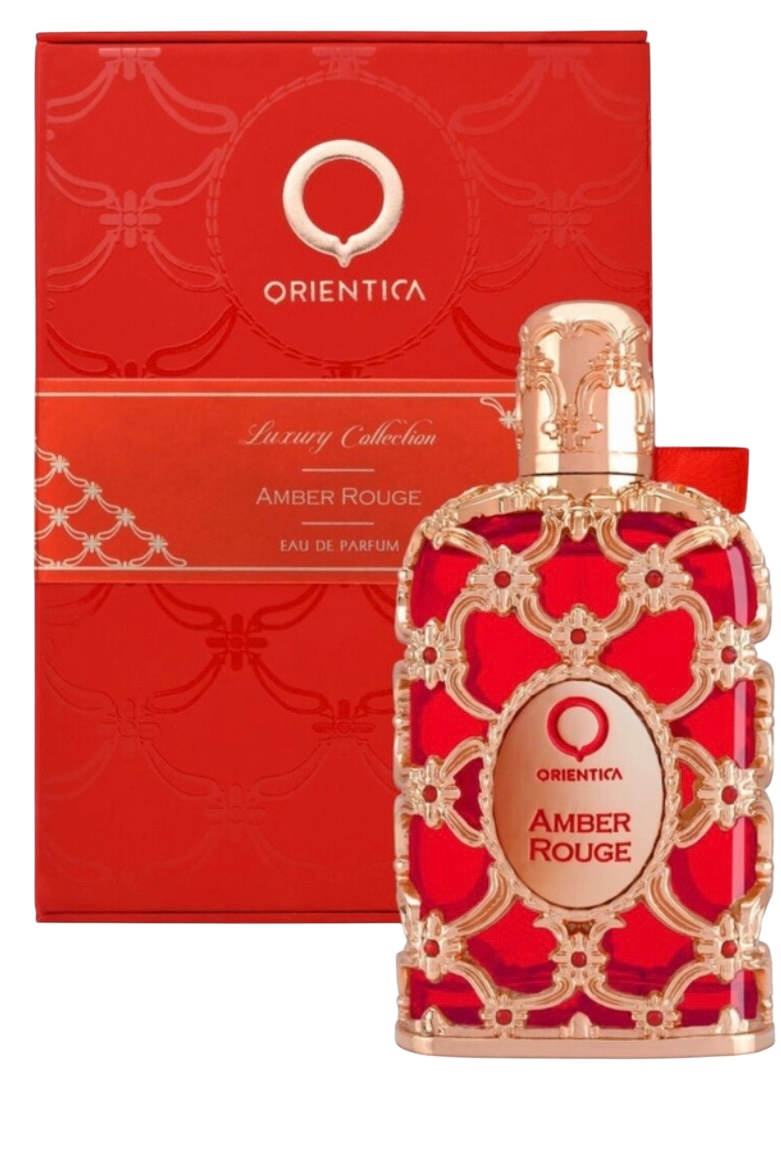 ORIENTICA
Luxury Collection
AMBER ROUGE
EAU DE PARFUM
ORIENTICA
AMBER
ROUGE